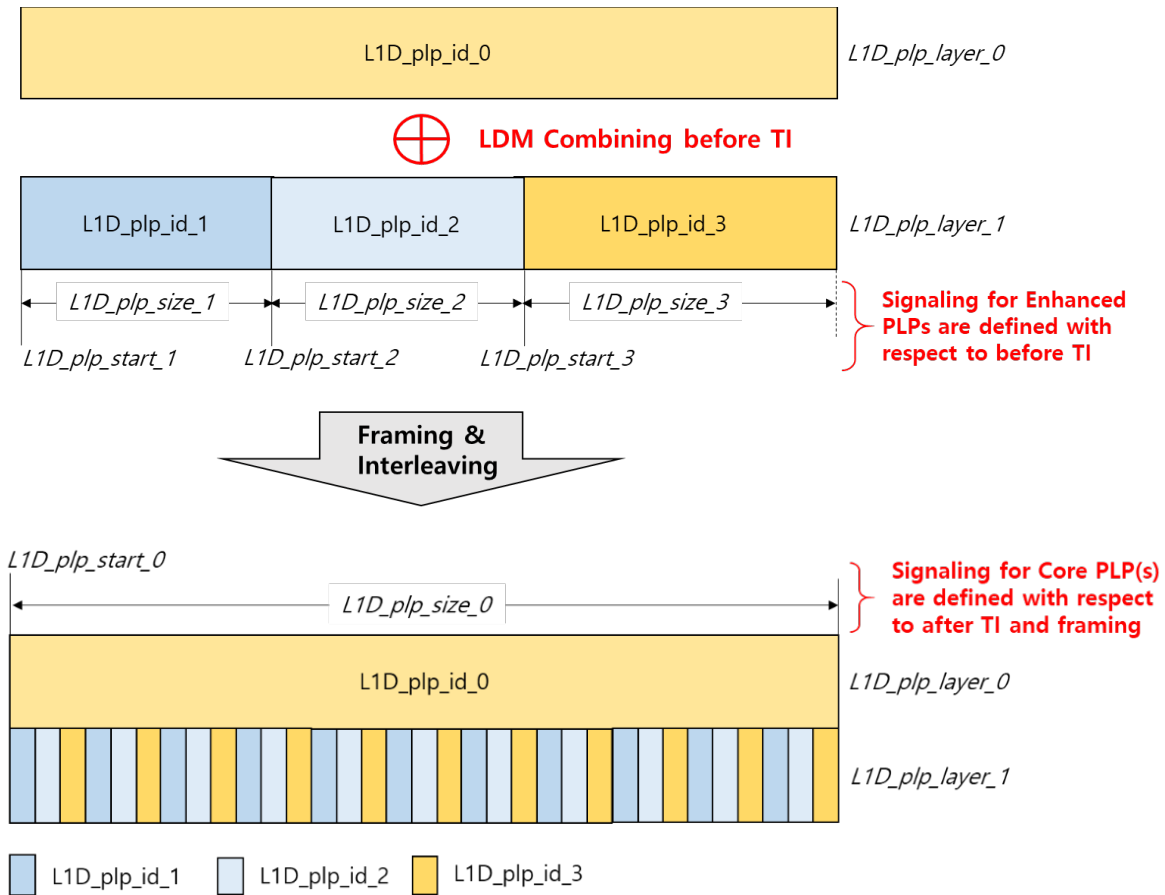 L1D_plp_id_0
L1D_plp_layer_0
LDM Combining before TI
L1D_plp_id_1
L1D_plp_id_2
L1D_plp_id_3
L1D_plp_layer_1
L1D_plp_size_1
L1D_plp_size_2
L1D_plp_size_3
L1D_plp_start_1
L1D_plp_start_2
L1D_plp_start_3
Signaling for Enhanced
PLPs are defined with
respect to before TI
Framing &
Interleaving
L1D_plp_start_0
L1D_plp_size_0
Signaling for Core PLP(s)
are defined with respect
to after TI and framing
L1D_plp_id_0
L1D_plp_layer_0
L1D_plp_layer_1
L1D_plp_id_1
L1D_plp_id_2
L1D_plp_id_3